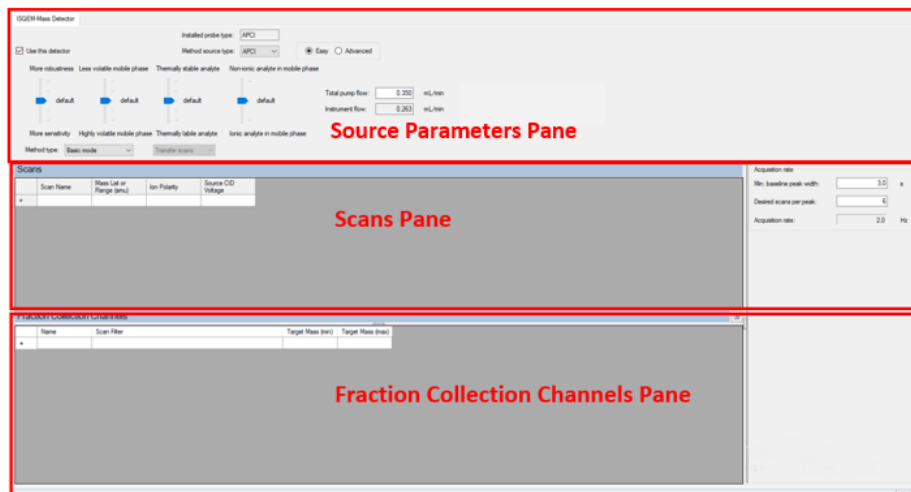 ISQEM-Mass Detector
Installed probe type: APCI
Use this detector Method source type: APCI Easy Advanced
More robustness Less volatile mobile phase Thermally stable analyte Non-ionic analyte in mobile phase
default default default default
Total pump flow: 0.350 mL/min
Instrument flow: 0.263 mL/min
More sensitivity Highly volatile mobile phase Thermally labile analyte Ionic analyte in mobile phase
Source Parameters Pane
Method type: Basic mode Transfer scans
Scans
Scan Name Mass List or Range (amu) Ion Polarity Source CID Voltage
Scans Pane
Acquisition rate
Min. baseline peak width: 3.0 s
Desired scans per peak: 6
Acquisition rate: 2.0 Hz
Fraction Collection Channels
Name Scan Filter Target Mass (min) Target Mass (max)
Fraction Collection Channels Pane